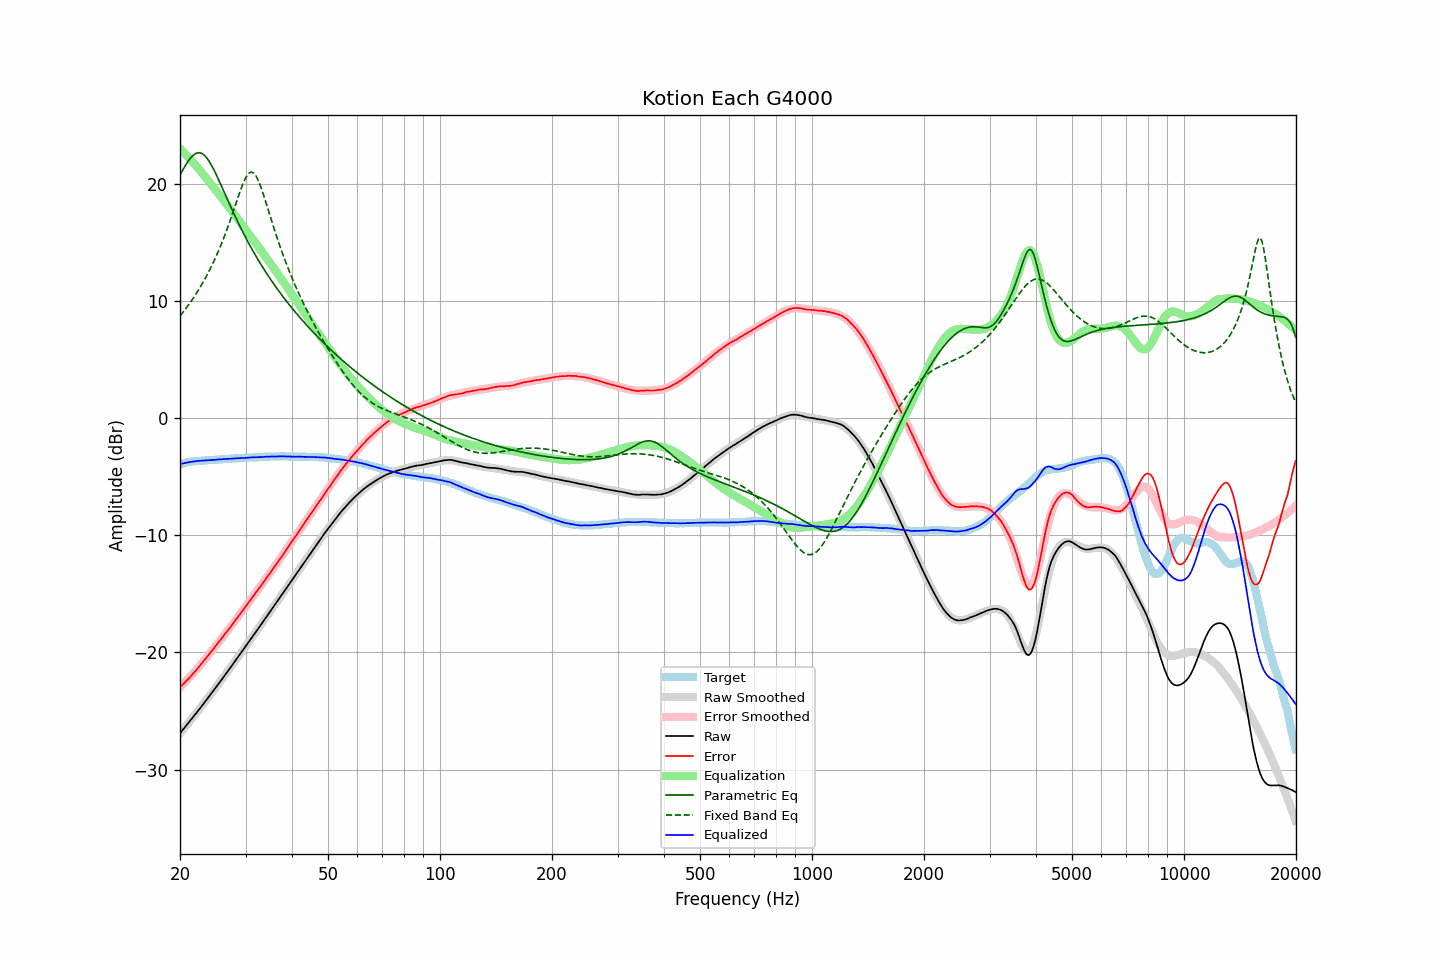 Kotion Each G4000
Amplitude (dBr)
20
10
0
−10
−20
−30
Target
Raw Smoothed
Error Smoothed
Raw
Error
Equalization
Parametric Eq
Fixed Band Eq
Equalized
20 50 100 200 500 1000 2000 5000 10000 20000
Frequency (Hz)